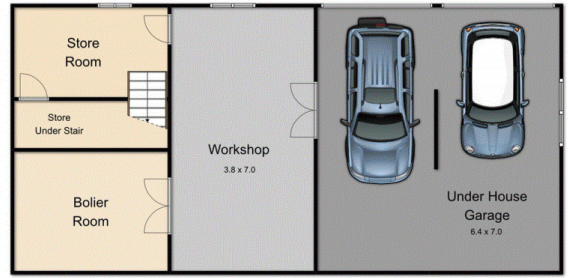 Store
Room
Store
Under Stair
Bolier
Room
Workshop
3.8 x 7.0
Under House
Garage
6.4 x 7.0